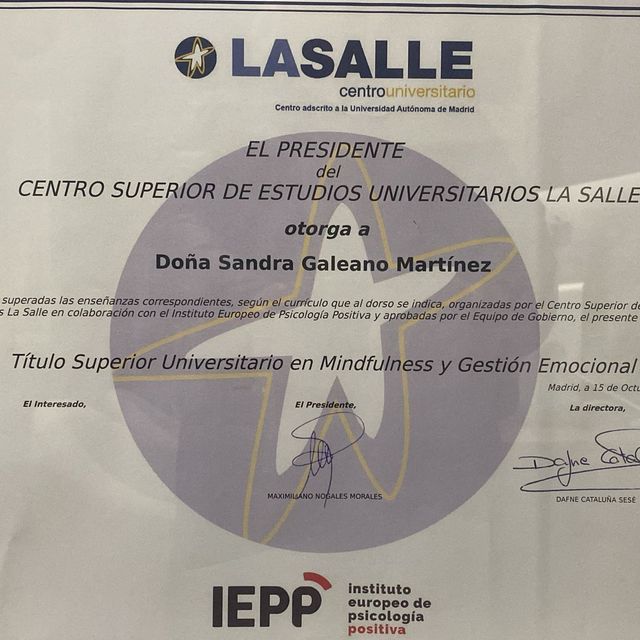 LASALLE
centrouniversitario
Centro adscrito a la Universidad Autónoma de Madrid
EL PRESIDENTE
del
CENTRO SUPERIOR DE ESTUDIOS UNIVERSITARIOS LA SALLE
otorga a
Doña Sandra Galeano Martínez
superadas las enseñanzas correspondientes, según el currículo que al dorso se indica, organizadas por el Centro Superior de
s La Salle en colaboración con el Instituto Europeo de Psicología Positiva y aprobadas por el Equipo de Gobierno, el presente
Título Superior Universitario en Mindfulness y Gestión Emocional
Madrid, a 15 de Octu
El Interesado, El Presidente, La directora,
Dafne Cata
MAXIMILIANO NOGALES MORALES
DAFNE CATALUÑA SESÉ
IEPP instituto
europeo de
psicología
positiva